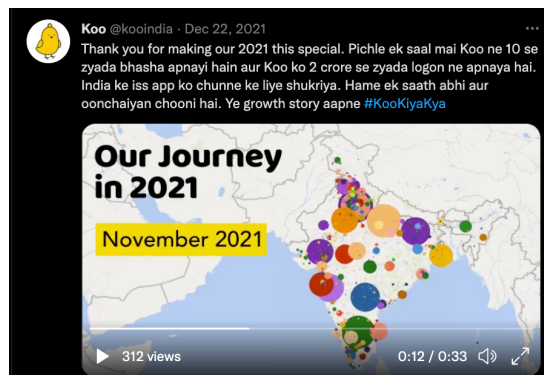 Koo @kooindia · Dec 22, 2021
Thank you for making our 2021 this special. Pichle ek saal mai Koo ne 10 se
zyada bhasha apnayi hain aur Koo ko 2 crore se zyada logon ne apnaya hai.
India ke iss app ko chunne ke liye shukriya. Hame ek saath abhi aur
oonchaiyan chooni hai. Ye growth story aapne #KooKiyaKya
Our Journey
in 2021
November 2021
312 views
0:12 / 0:33